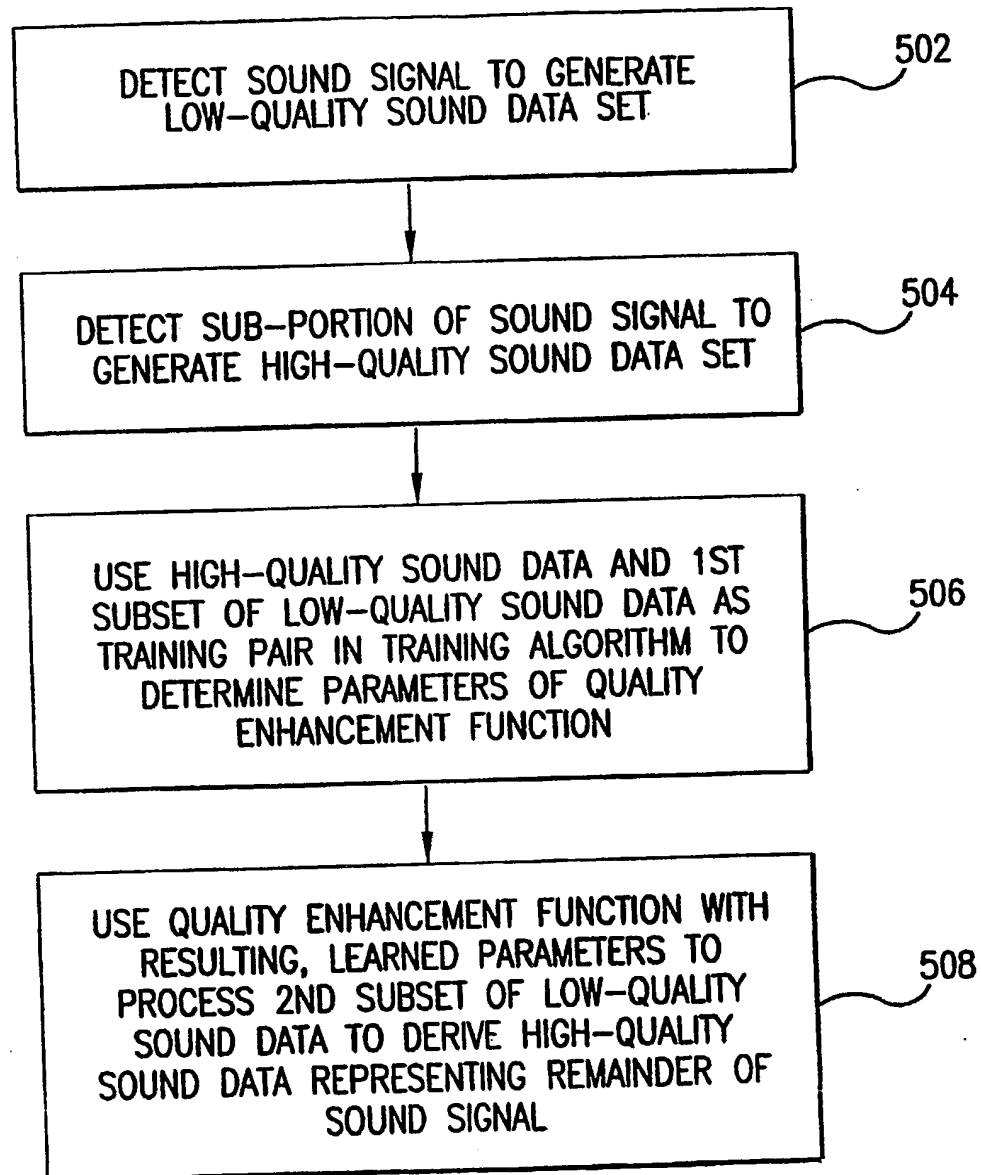 DETECT SOUND SIGNAL TO GENERATE
LOW-QUALITY SOUND DATA SET
502
DETECT SUB-PORTION OF SOUND SIGNAL TO
GENERATE HIGH-QUALITY SOUND DATA SET
504
USE HIGH-QUALITY SOUND DATA AND 1ST
SUBSET OF LOW-QUALITY SOUND DATA AS
TRAINING PAIR IN TRAINING ALGORITHM TO
DETERMINE PARAMETERS OF QUALITY
ENHANCEMENT FUNCTION
506
USE QUALITY ENHANCEMENT FUNCTION WITH
RESULTING, LEARNED PARAMETERS TO
PROCESS 2ND SUBSET OF LOW-QUALITY
SOUND DATA TO DERIVE HIGH-QUALITY
SOUND DATA REPRESENTING REMAINDER OF
SOUND SIGNAL
508